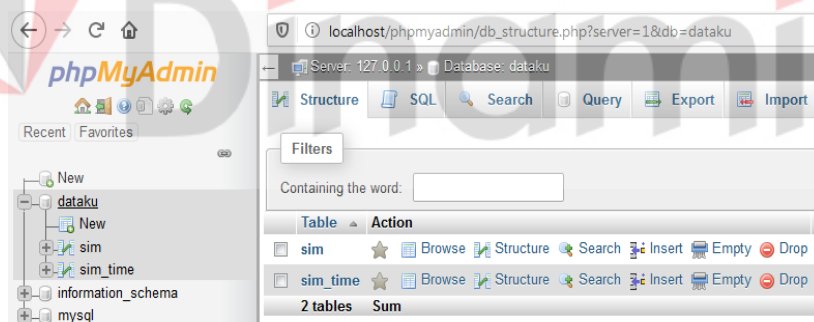 Dinami
localhost/phpmyadmin/db_structure.php?server=1&db=dataku
phpMyAdmin
Recent Favorites
New
dataku
New
sim
sim_time
information_schema
mysql
Server: 127.0.0.1 » Database: dataku
Structure SQL Search Query Export Import
Filters
Containing the word:
Table Action
sim Browse Structure Search Insert Empty Drop
sim_time Browse Structure Search Insert Empty Drop
2 tables Sum